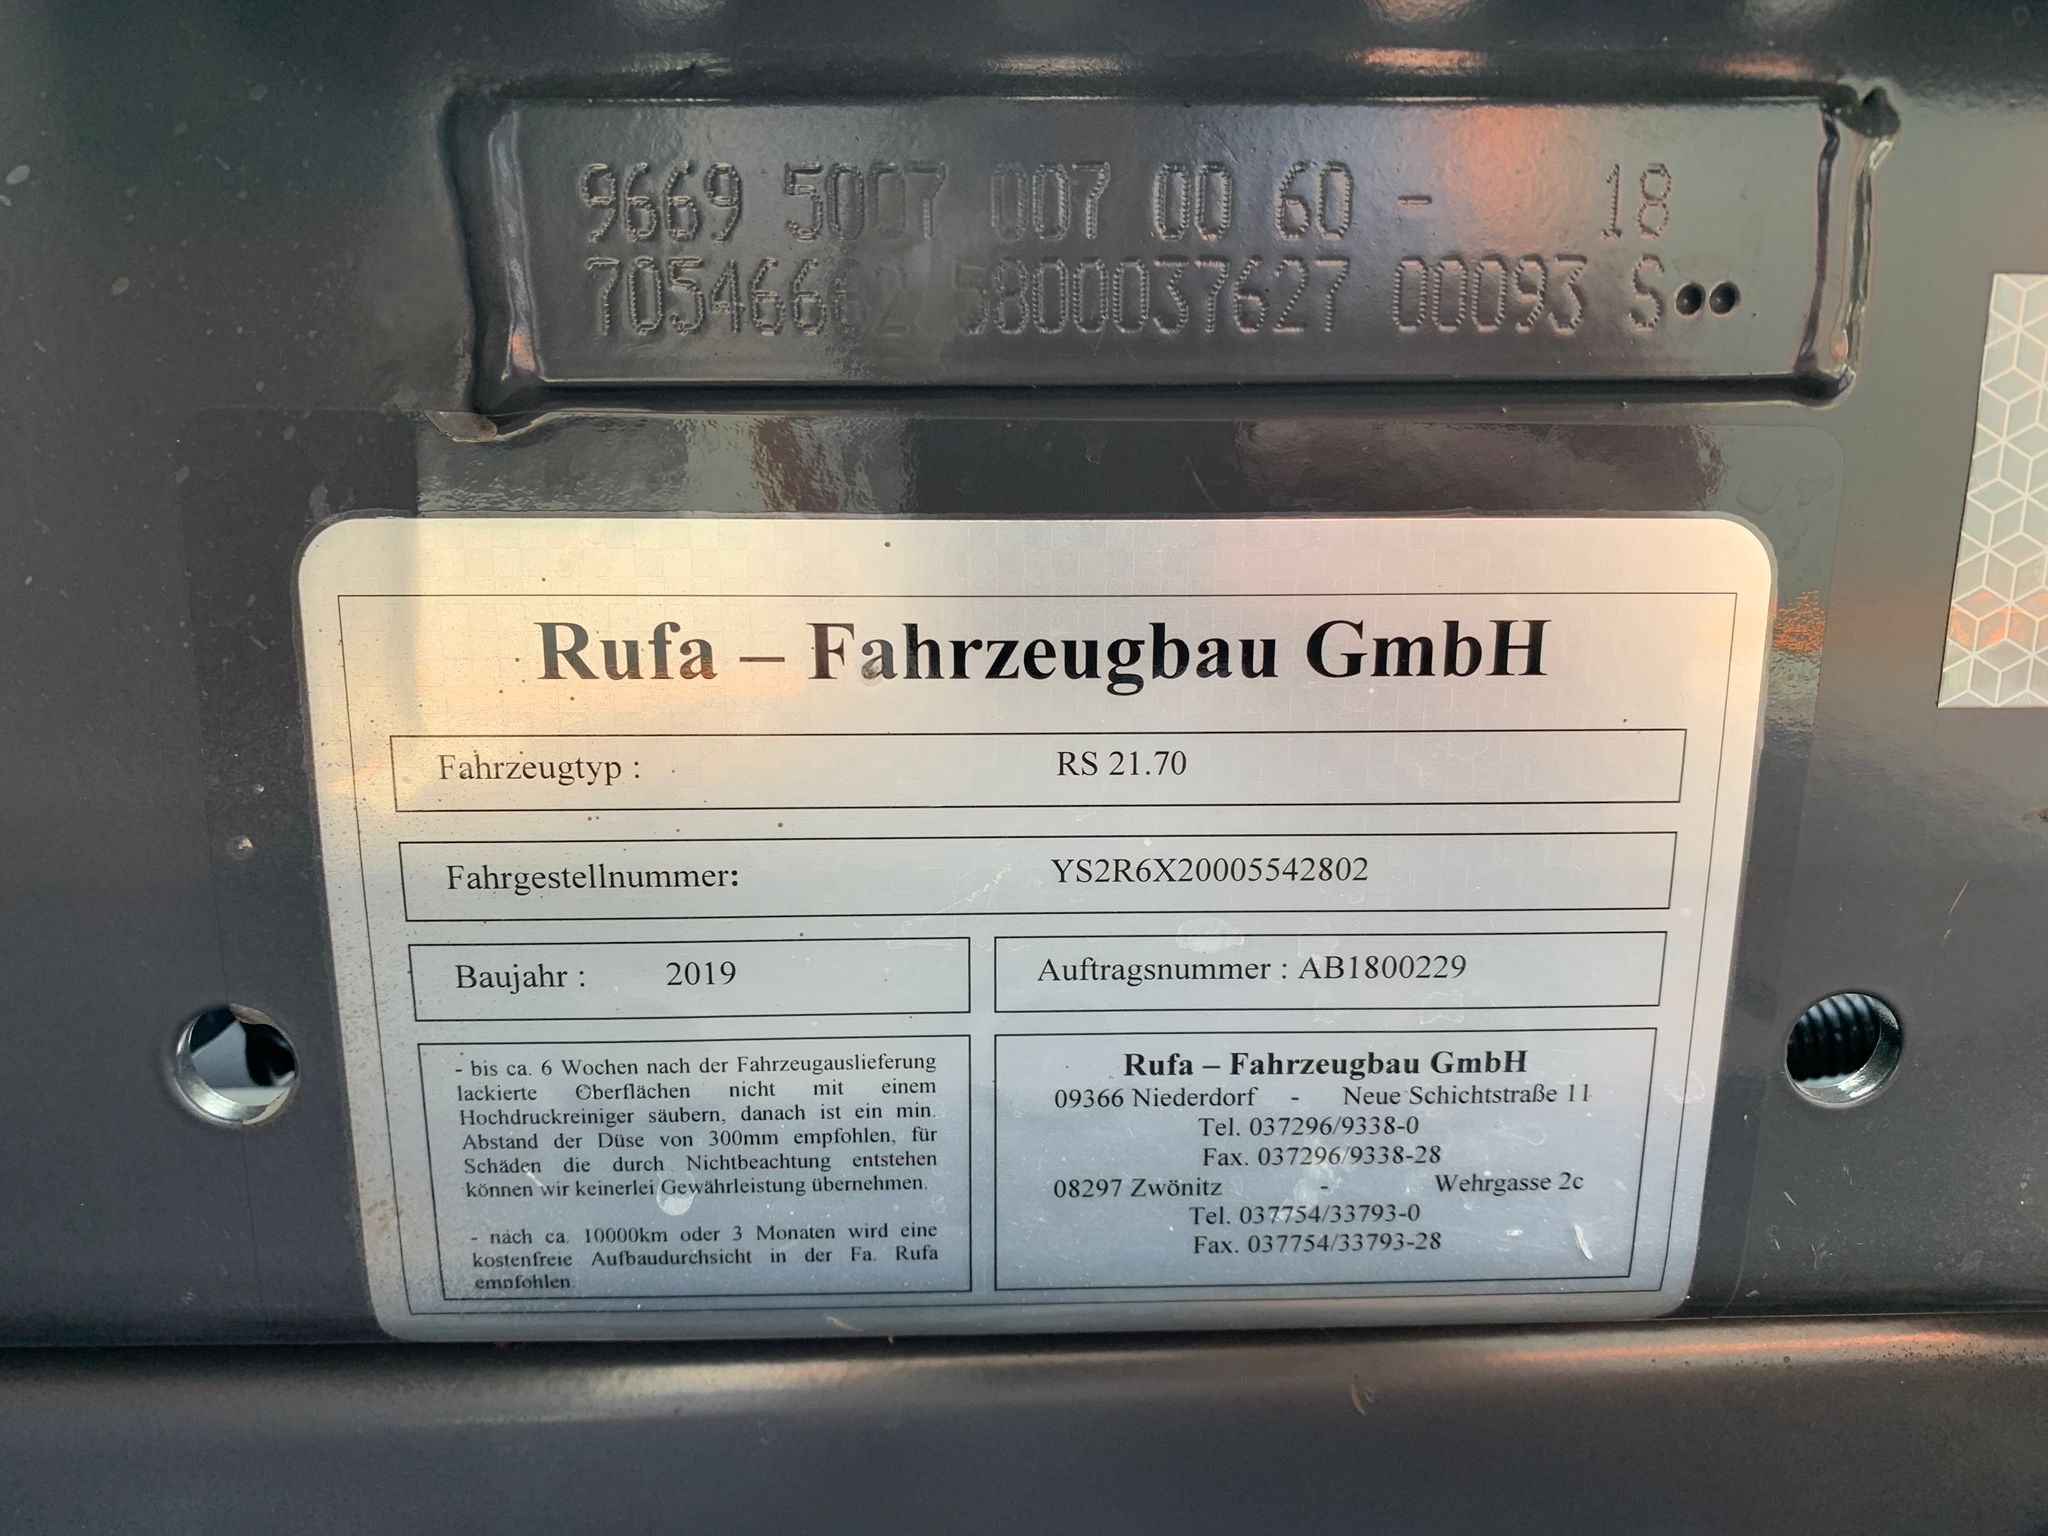 9669 5007 007 00 60 - 18
70546662 5800037627 00093 S
Rufa – Fahrzeugbau GmbH
Fahrzeugtyp : RS 21.70
Fahrgestellnummer: YS2R6X20005542802
Baujahr : 2019
Auftragsnummer : AB1800229
- bis ca. 6 Wochen nach der Fahrzeugauslieferung
lackierte Oberflächen nicht mit einem
Hochdruckreiniger säubern, danach ist ein min.
Abstand der Düse von 300mm empfohlen, für
Schäden die durch Nichtbeachtung entstehen
können wir keinerlei Gewährleistung übernehmen.
- nach ca. 10000km oder 3 Monaten wird eine
kostenfreie Aufbaudurchsicht in der Fa. Rufa
empfohlen.
Rufa – Fahrzeugbau GmbH
09366 Niederdorf - Neue Schichtstraße 11
Tel. 037296/9338-0
Fax. 037296/9338-28
08297 Zwönitz - Wehrgasse 2c
Tel. 037754/33793-0
Fax. 037754/33793-28